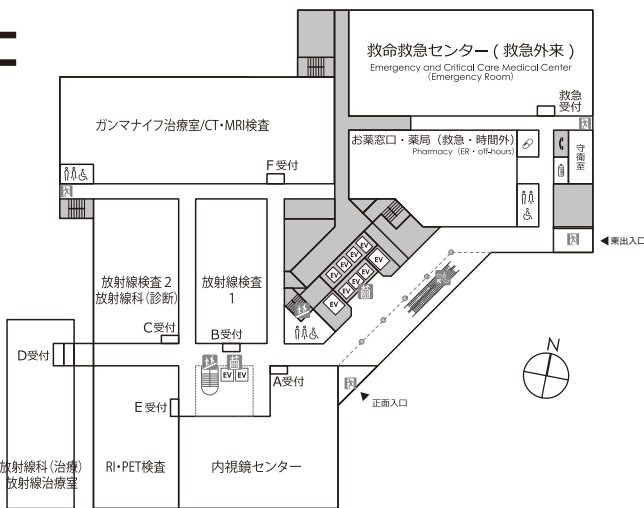 救命救急センター ( 救急外来 )
Emergency and Critical Care Medical Center
(Emergency Room)
救急
受付
ガンマナイフ治療室/CT・MRI検査
F受付
お薬窓口・薬局（救急・時間外）
Pharmacy (ER・off-hours)
守衛室
東出入口
EV
EV
EV
EV
EV
EV
EV
EV
EV
放射線検査 2
放射線科(診断)
放射線検査
1
C受付
B受付
D受付
EV
EV
A受付
E受付
正面入口
N
放射線科(治療)
放射線治療室
RI・PET検査
内視鏡センター